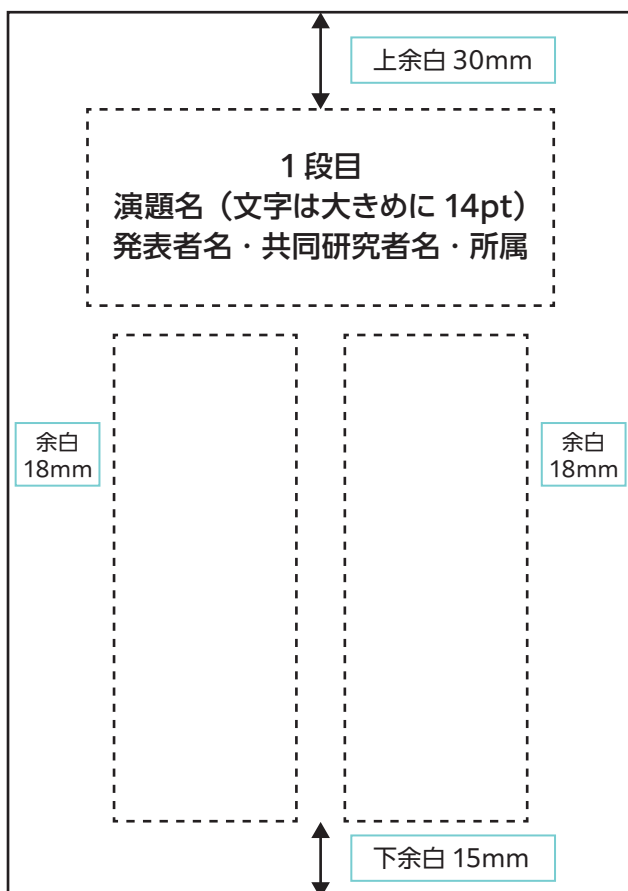 上余白 30mm
1 段目
演題名（文字は大きめに 14pt）
発表者名・共同研究者名・所属
余白
18mm
余白
18mm
下余白 15mm